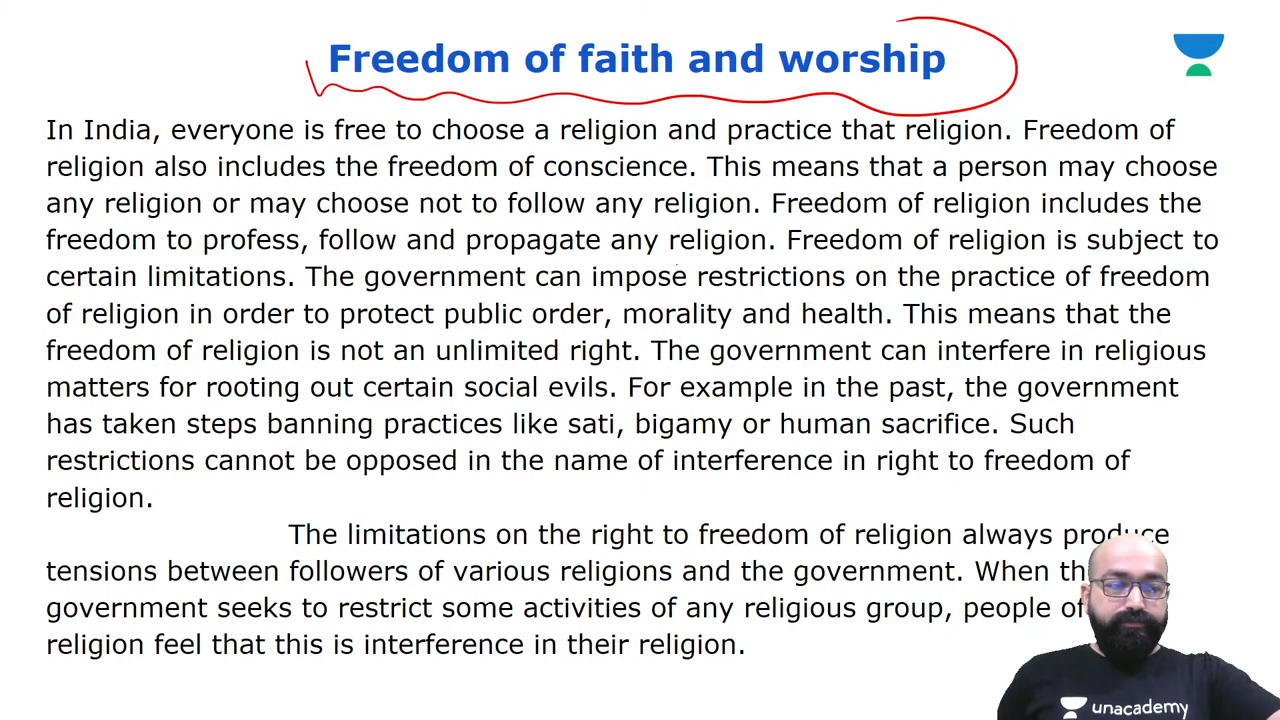 Freedom of faith and worship
In India, everyone is free to choose a religion and practice that religion. Freedom of
religion also includes the freedom of conscience. This means that a person may choose
any religion or may choose not to follow any religion. Freedom of religion includes the
freedom to profess, follow and propagate any religion. Freedom of religion is subject to
certain limitations. The government can impose restrictions on the practice of freedom
of religion in order to protect public order, morality and health. This means that the
freedom of religion is not an unlimited right. The government can interfere in religious
matters for rooting out certain social evils. For example in the past, the government
has taken steps banning practices like sati, bigamy or human sacrifice. Such
restrictions cannot be opposed in the name of interference in right to freedom of
religion.
The limitations on the right to freedom of religion always produce
tensions between followers of various religions and the government. When
government seeks to restrict some activities of any religious group, people
religion feel that this is interference in their religion.
unacademy